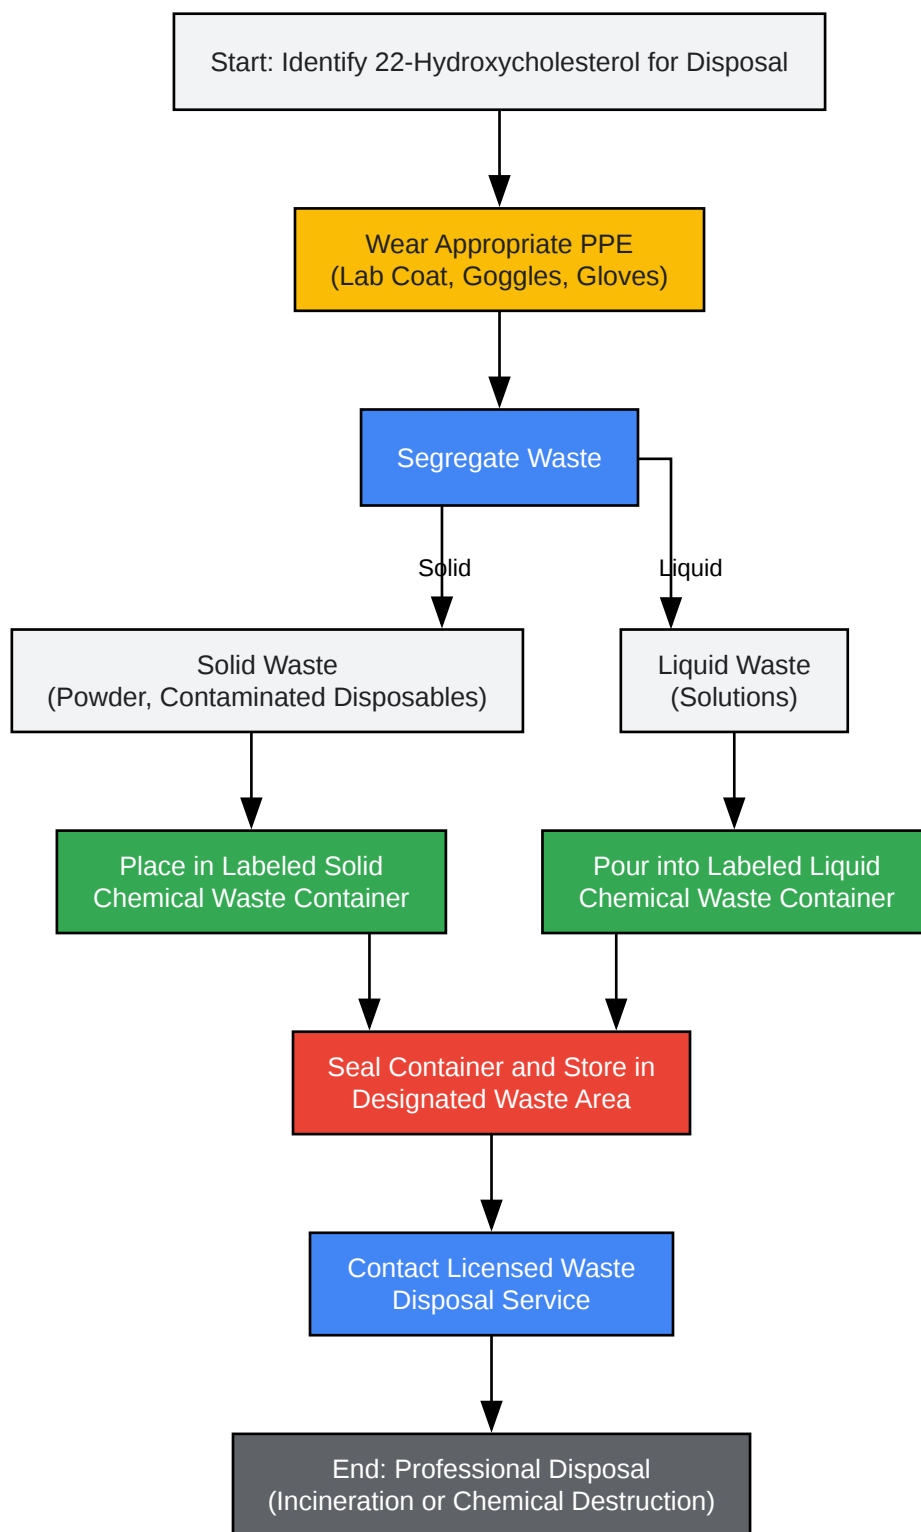 Start: Identify 22-Hydroxycholesterol for Disposal
Wear Appropriate PPE
(Lab Coat, Goggles, Gloves)
Segregate Waste
Solid
Liquid
Solid Waste
(Powder, Contaminated Disposables)
Liquid Waste
(Solutions)
Place in Labeled Solid
Chemical Waste Container
Pour into Labeled Liquid
Chemical Waste Container
Seal Container and Store in
Designated Waste Area
Contact Licensed Waste
Disposal Service
End: Professional Disposal
(Incineration or Chemical Destruction)